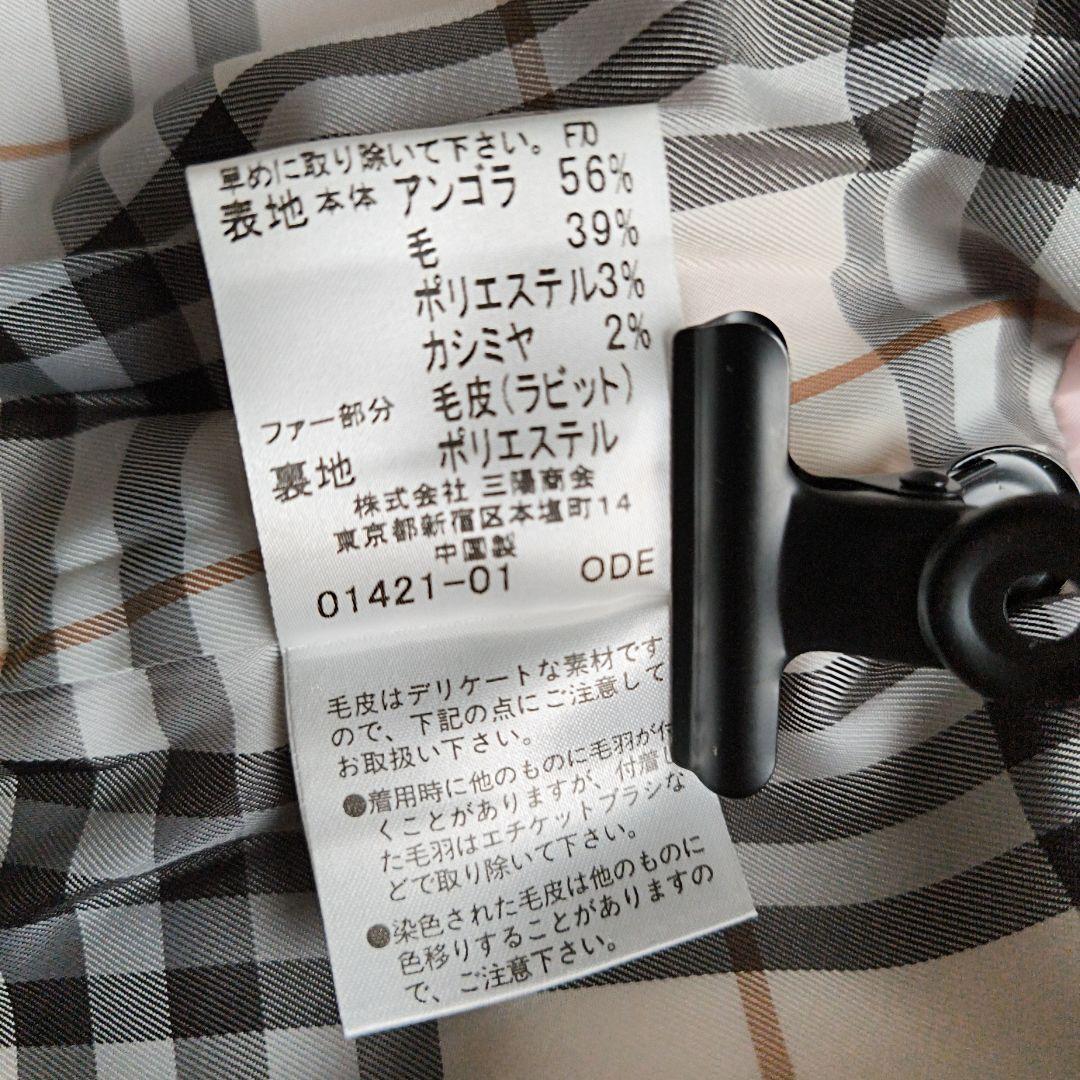 早めに取り除いて下さい。 F/0
表地 本体 アンゴラ 56%
毛 39%
ポリエステル 3%
カシミヤ 2%
ファー部分 毛皮(ラビット)
裏地 ポリエステル
株式会社 三陽商会
東京都新宿区本塩町14
中国製
01421-01 ODE
毛皮はデリケートな素材です
ので、下記の点にご注意して
お取扱い下さい。
●着用時に他のものに毛羽が付
くことがありますが、付着し
た毛羽はエチケットブラシな
どで取り除いて下さい。
●染色された毛皮は他のものに
色移りすることがありますの
で、ご注意下さい。